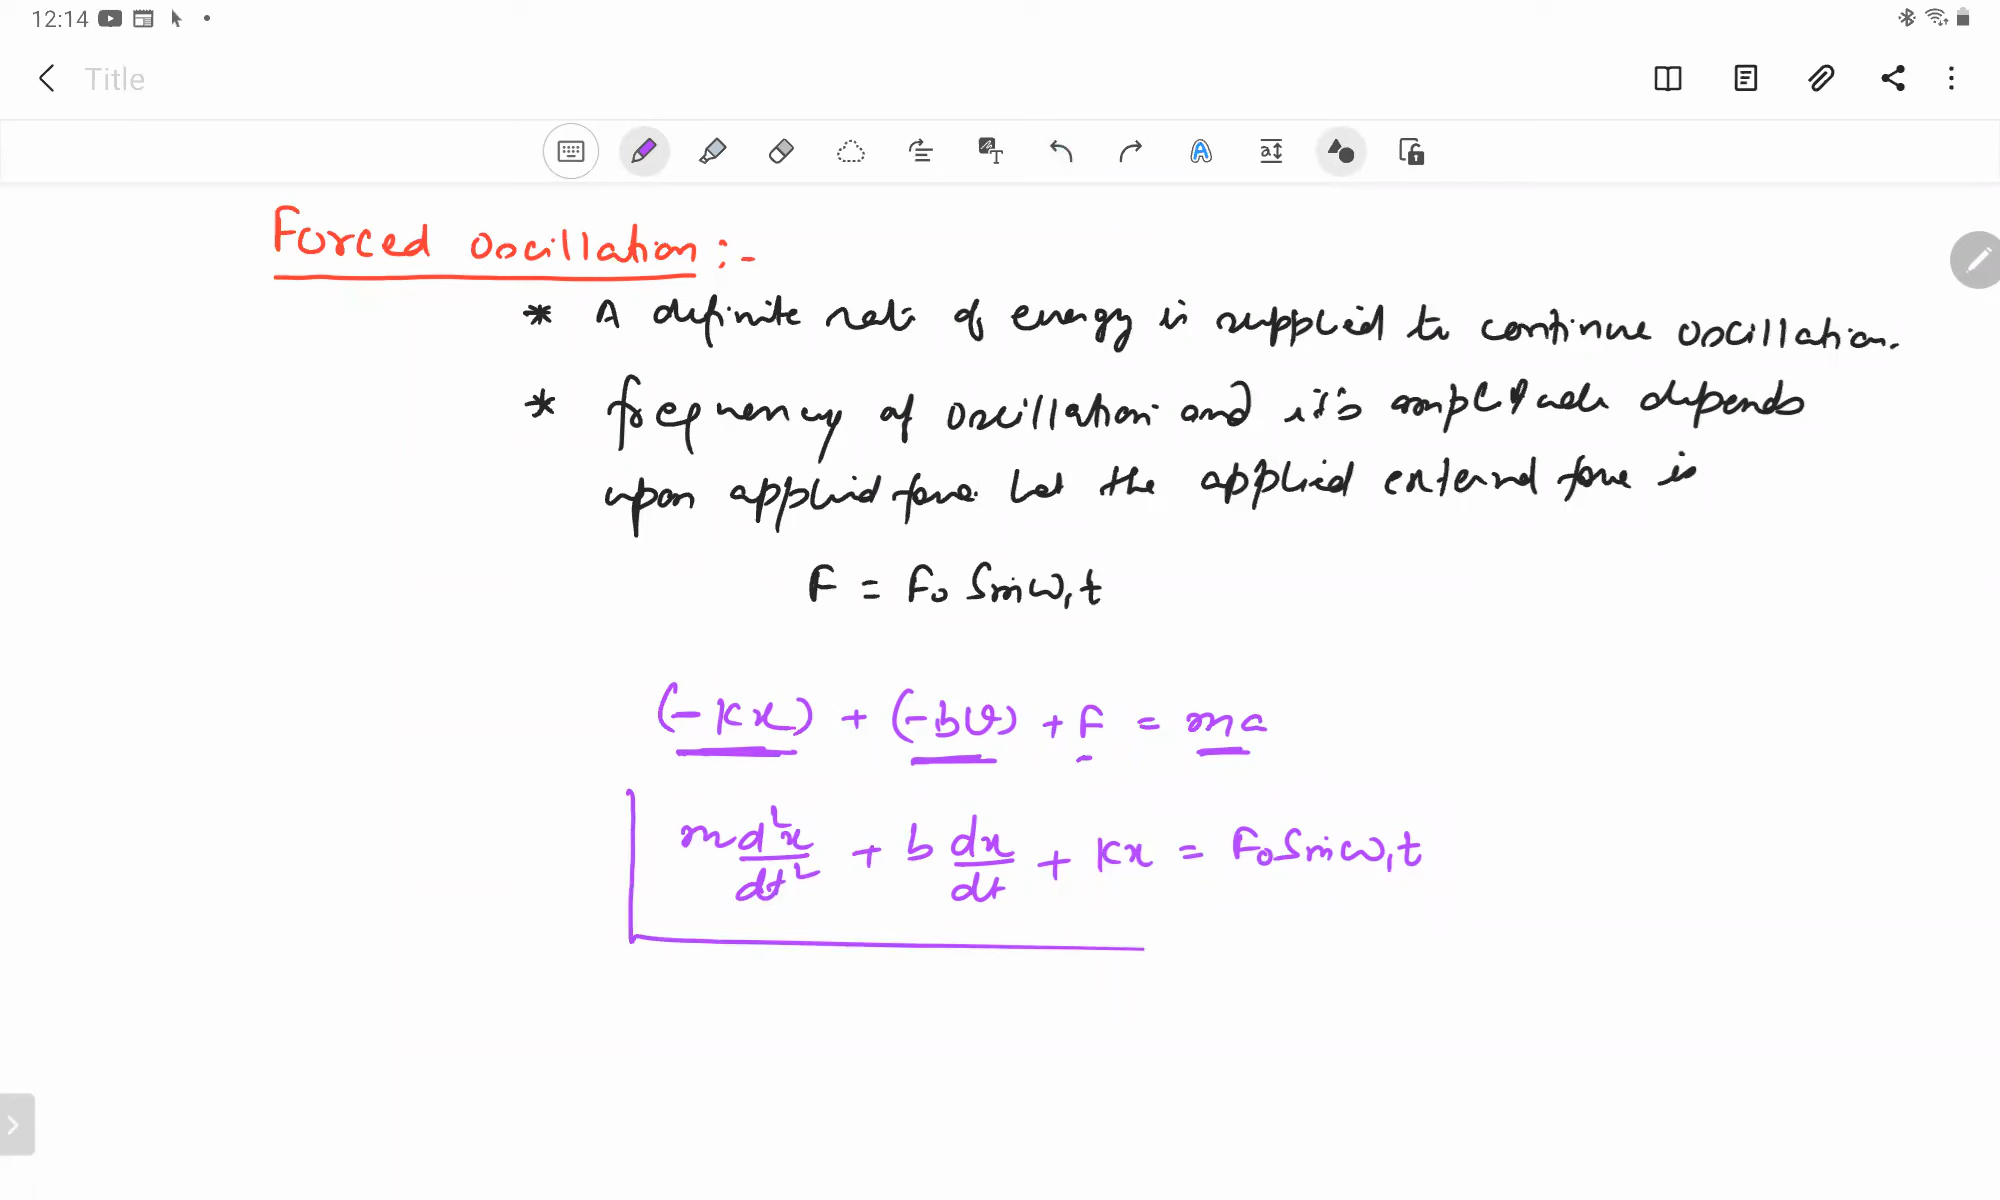 12:14
Title
Forced oscillation :-
* A definite rate of energy is supplied to continue oscillation.
* frequency of oscillation and it's amplitude depends
upon applied force. Let the applied external force is
F = F₀ Sin ω₁t
(-Kx) + (-bv) + F = ma
m d²x/dt² + b dx/dt + Kx = F₀ Sin ω₁t